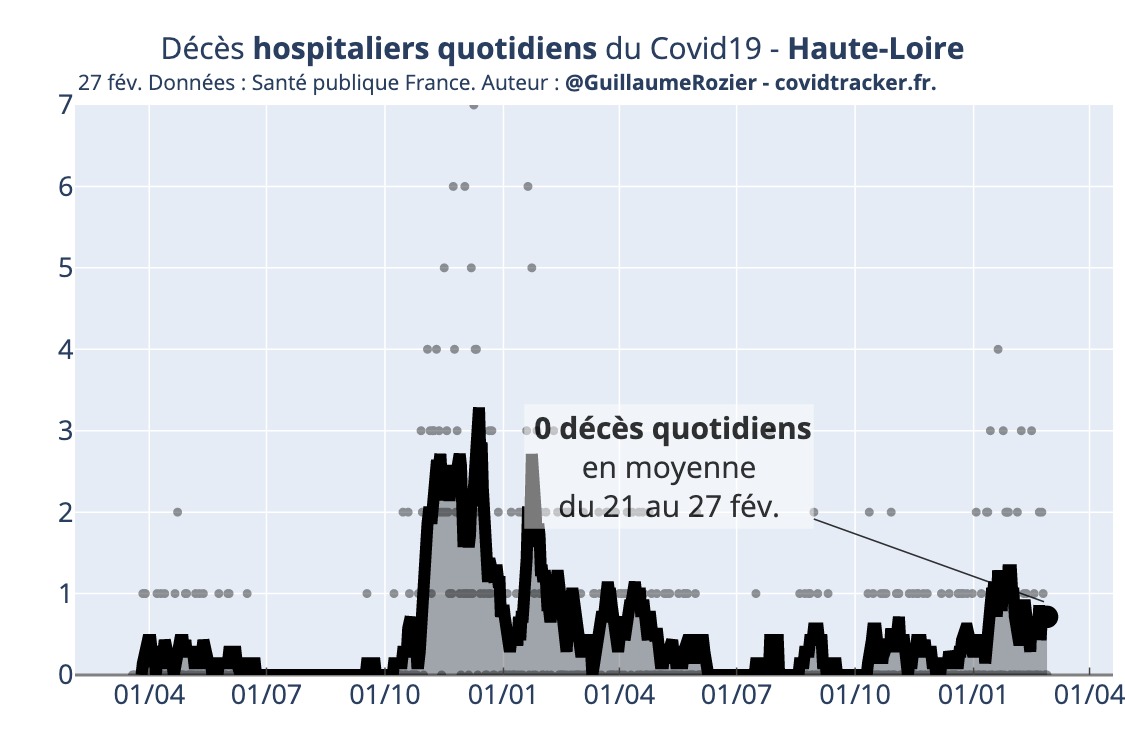 Décès hospitaliers quotidiens du Covid19 - Haute-Loire
27 fév. Données : Santé publique France. Auteur : @GuillaumeRozier - covidtracker.fr.
7
6
5
4
3
2
1
0
0 décès quotidiens
en moyenne
du 21 au 27 fév.
01/04 01/07 01/10 01/01 01/04 01/07 01/10 01/01 01/04